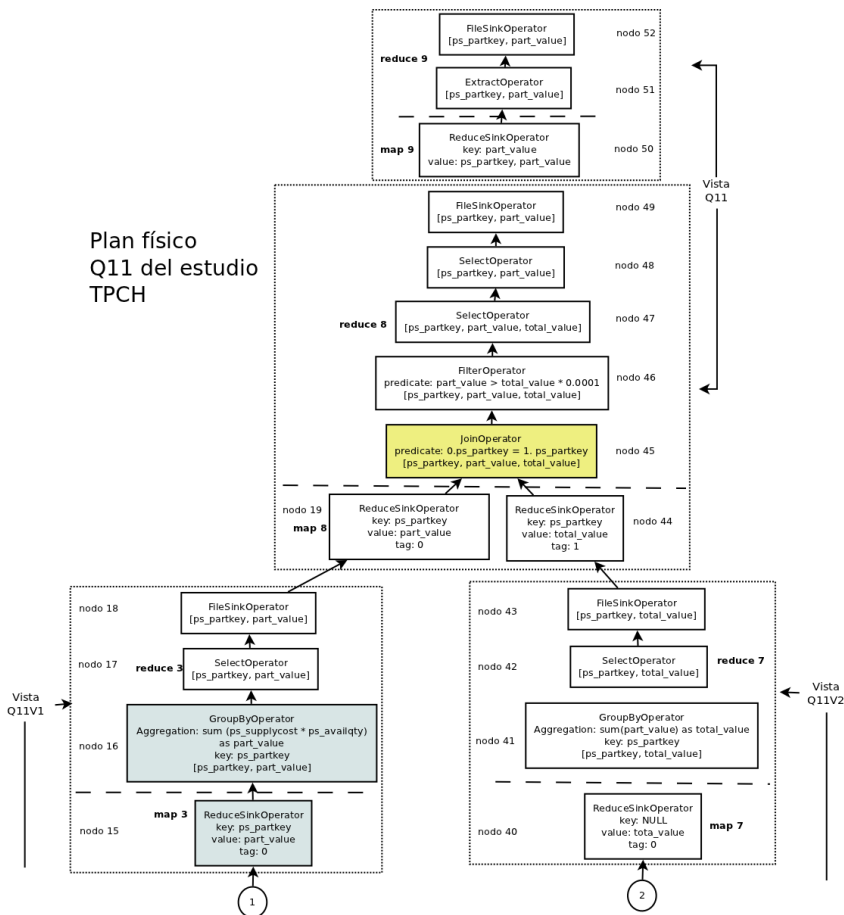 FileSinkOperator
[ps_partkey, part_value]
nodo 52
reduce 9
ExtractOperator
[ps_partkey, part_value]
nodo 51
map 9
ReduceSinkOperator
key: part_value
value: ps_partkey, part_value
nodo 50
Vista
Q11
Plan físico
Q11 del estudio
TPCH
FileSinkOperator
[ps_partkey, part_value]
nodo 49
SelectOperator
[ps_partkey, part_value]
nodo 48
reduce 8
SelectOperator
[ps_partkey, part_value, total_value]
nodo 47
FilterOperator
predicate: part_value > total_value * 0.0001
[ps_partkey, part_value, total_value]
nodo 46
JoinOperator
predicate: 0.ps_partkey = 1. ps_partkey
[ps_partkey, part_value, total_value]
nodo 45
nodo 19
map 8
ReduceSinkOperator
key: ps_partkey
value: part_value
tag: 0
ReduceSinkOperator
key: ps_partkey
value: total_value
tag: 1
nodo 44
nodo 18
FileSinkOperator
[ps_partkey, part_value]
nodo 17
reduce 3
SelectOperator
[ps_partkey, part_value]
Vista
Q11V1
nodo 16
GroupByOperator
Aggregation: sum (ps_supplycost * ps_availqty)
as part_value
key: ps_partkey
[ps_partkey, part_value]
map 3
nodo 15
ReduceSinkOperator
key: ps_partkey
value: part_value
tag: 0
1
nodo 43
FileSinkOperator
[ps_partkey, total_value]
nodo 42
SelectOperator
[ps_partkey, total_value]
reduce 7
Vista
Q11V2
nodo 41
GroupByOperator
Aggregation: sum(part_value) as total_value
key: ps_partkey
[ps_partkey, total_value]
nodo 40
ReduceSinkOperator
key: NULL
value: tota_value
tag: 0
map 7
2